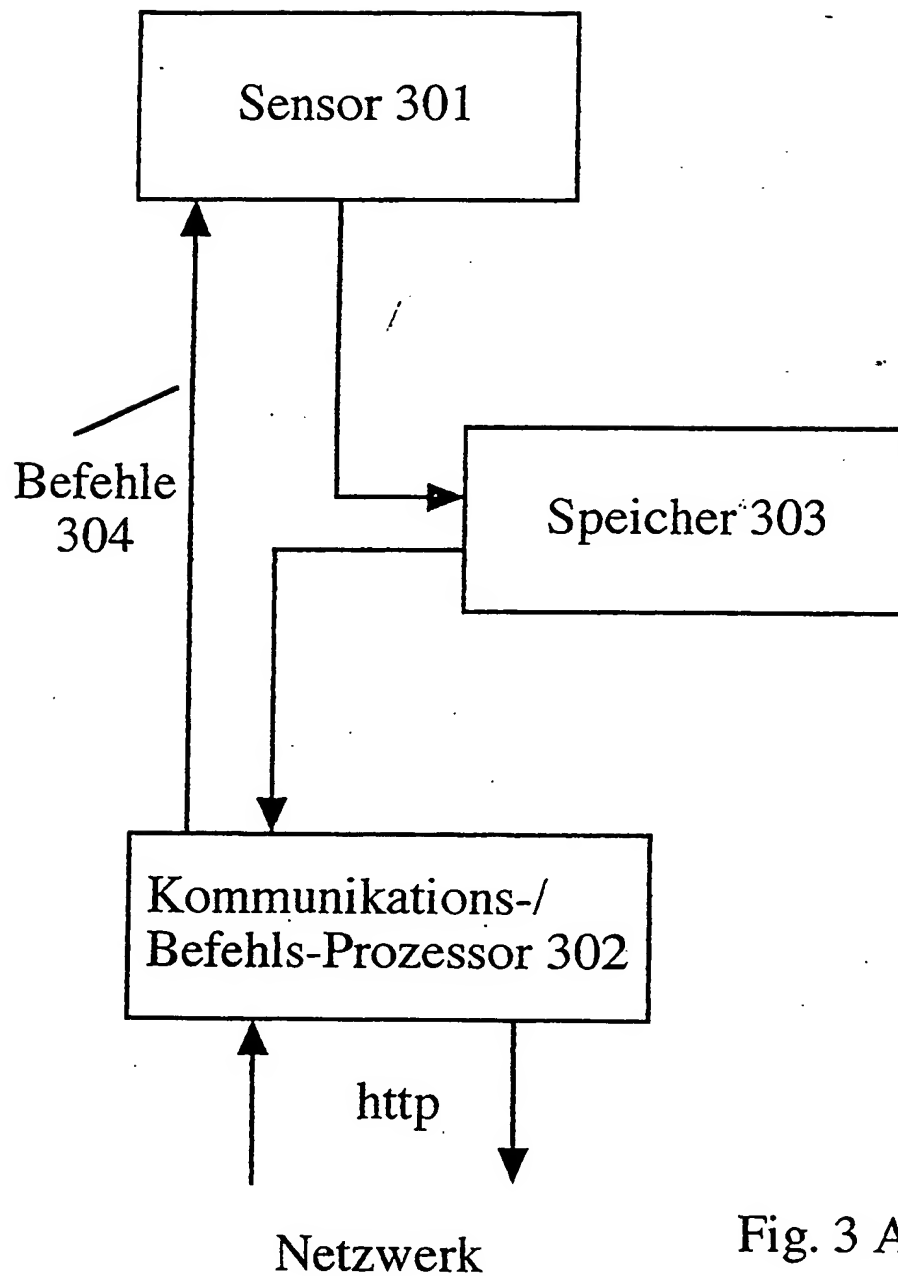 Sensor 301
Befehle
304
Speicher 303
Kommunikations-/
Befehls-Prozessor 302
http
Netzwerk
Fig. 3 A